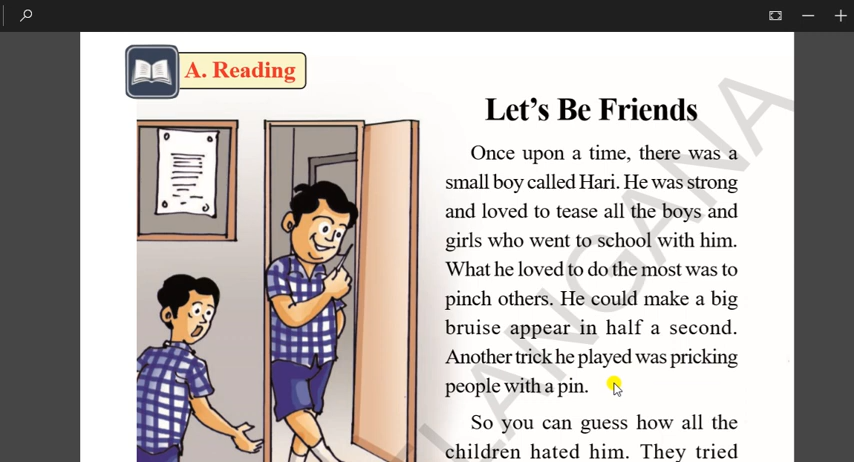 A. Reading
Let's Be Friends
Once upon a time, there was a
small boy called Hari. He was strong
and loved to tease all the boys and
girls who went to school with him.
What he loved to do the most was to
pinch others. He could make a big
bruise appear in half a second.
Another trick he played was pricking
people with a pin.
So you can guess how all the
children hated him. They tried
TELANGANA